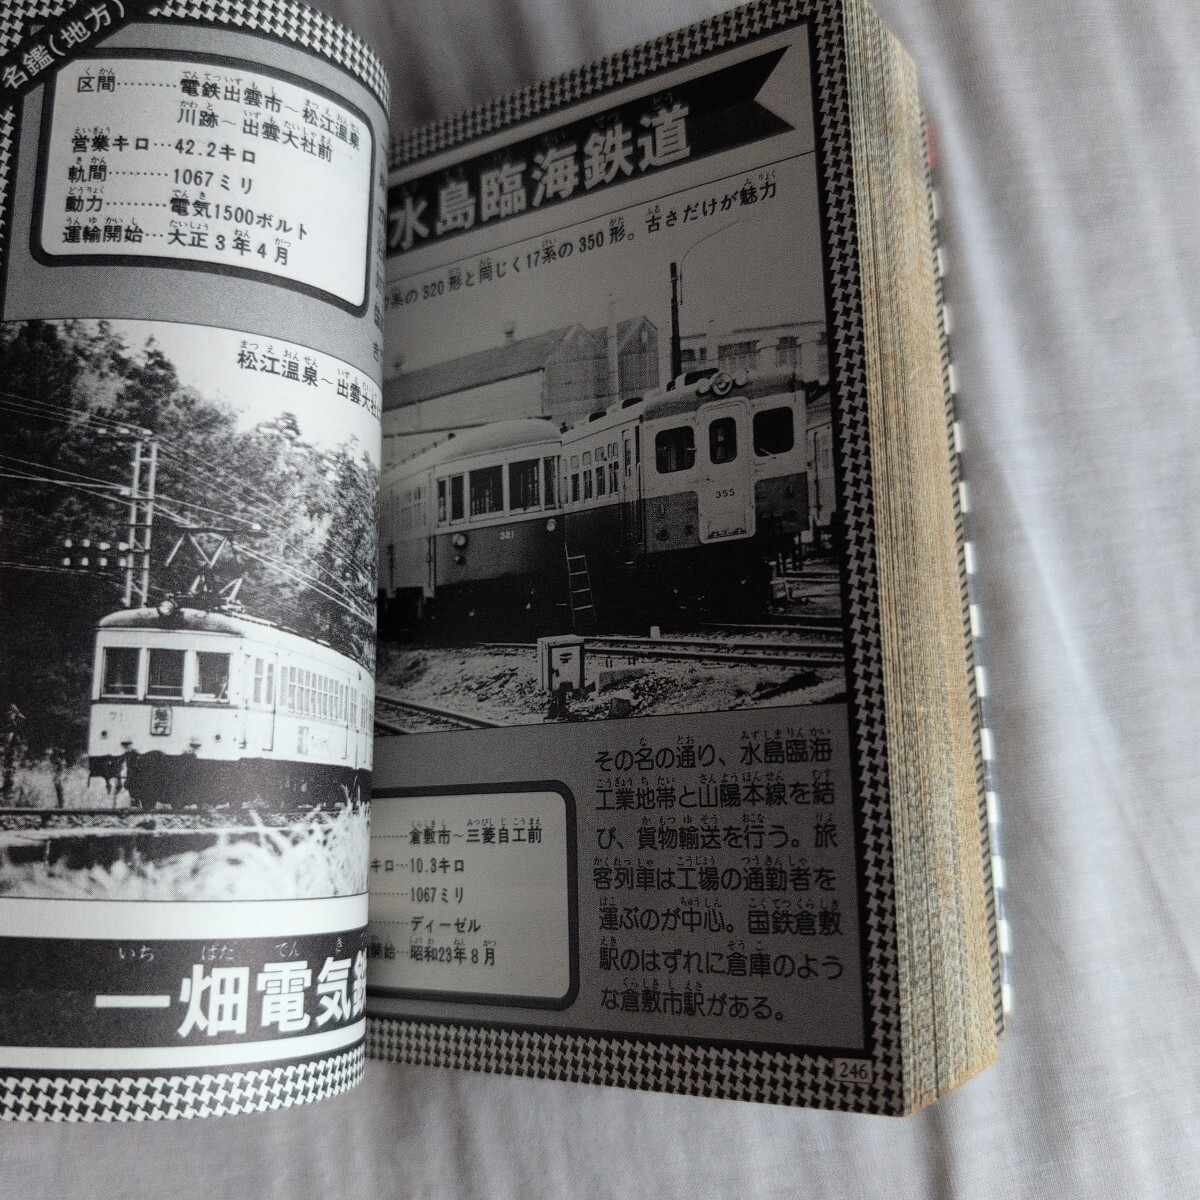 名鑑(地方)
区間………電鉄出雲市～松江温泉
川跡～出雲大社前
営業キロ…42.2キロ
軌間………1067ミリ
動力………電気1500ボルト
運輸開始…大正3年4月
松江温泉～出雲大社
71
急行
一畑電気鉄
水島臨海鉄道
系の320形と同じく17系の350形。古さだけが魅力
321
355
…倉敷市～三菱自工前
キロ…10.3キロ
………1067ミリ
………ディーゼル
開始…昭和23年8月
その名の通り、水島臨海
工業地帯と山陽本線を結
び、貨物輸送を行う。旅
客列車は工場の通勤者を
運ぶのが中心。国鉄倉敷
駅のはずれに倉庫のよう
な倉敷市駅がある。
246